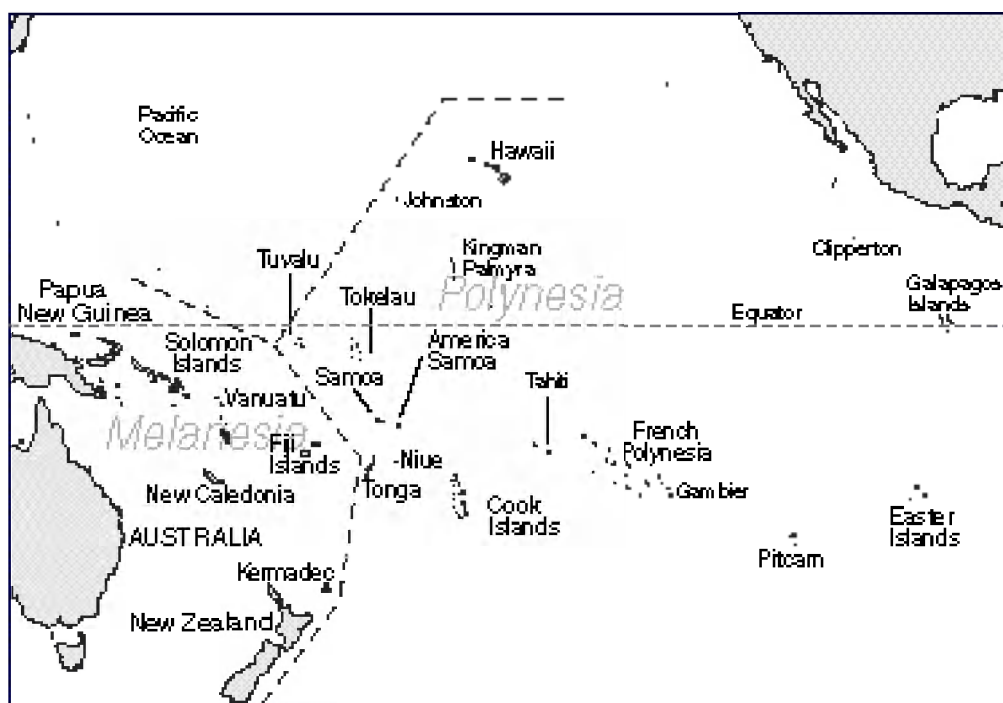 Pacific
Ocean
Hawaii
Johnston
Kingman
Palmyra
Clipperton
Tuvalu
Polynesia
Galapagos
Islands
Papua
New Guinea
Tokelau
Equator
Solomon
Islands
America
Samoa
Samoa
Tahiti
Vanuatu
Melanesia
Fiji
Islands
French
Polynesia
Niue
Tonga
New Caledonia
Gambier
Cook
Islands
Easter
Islands
AUSTRALIA
Pitcarn
Kermadec
New Zealand